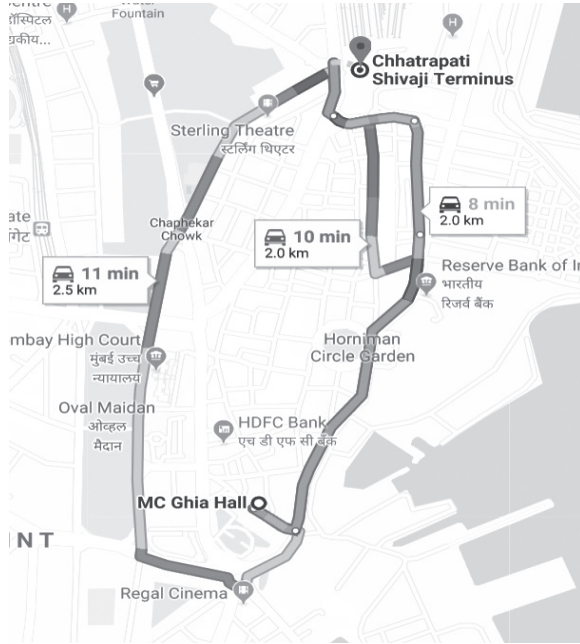 Fountain
हॉस्पिटल
Chhatrapati
Shivaji Terminus
Sterling Theatre
स्टर्लिंग थिएटर
8 min
2.0 km
Chaphekar
Chowk
10 min
2.0 km
11 min
2.5 km
Reserve Bank of In
भारतीय
रिजर्व बैंक
mbay High Court
मुंबई उच्च
न्यायालय
Horniman
Circle Garden
Oval Maidan
ओव्हल
मैदान
HDFC Bank
एच डी एफ सी बैंक
MC Ghia Hall
INT
Regal Cinema